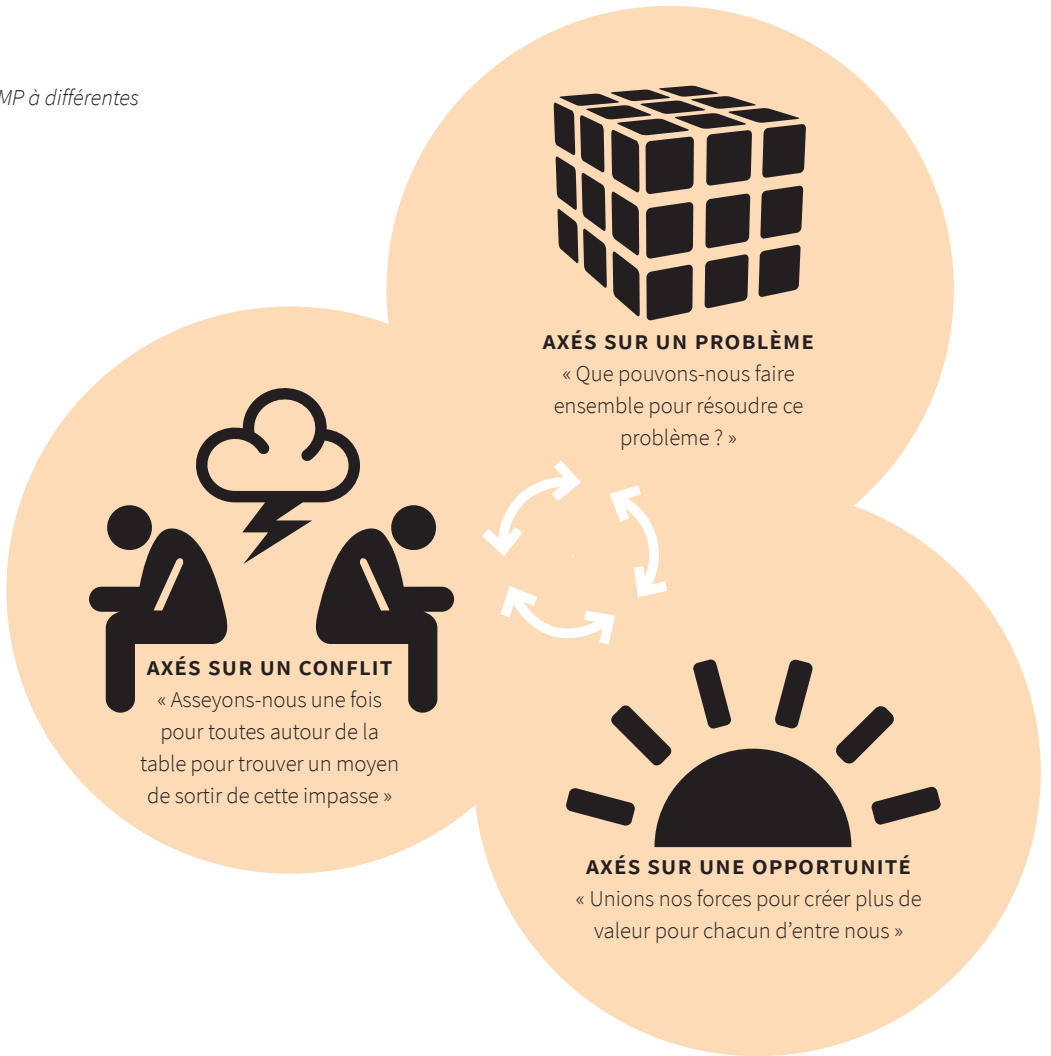 MP à différentes
AXÉS SUR UN PROBLÈME
« Que pouvons-nous faire
ensemble pour résoudre ce
problème ? »
AXÉS SUR UN CONFLIT
« Asseyons-nous une fois
pour toutes autour de la
table pour trouver un moyen
de sortir de cette impasse »
AXÉS SUR UNE OPPORTUNITÉ
« Unions nos forces pour créer plus de
valeur pour chacun d’entre nous »